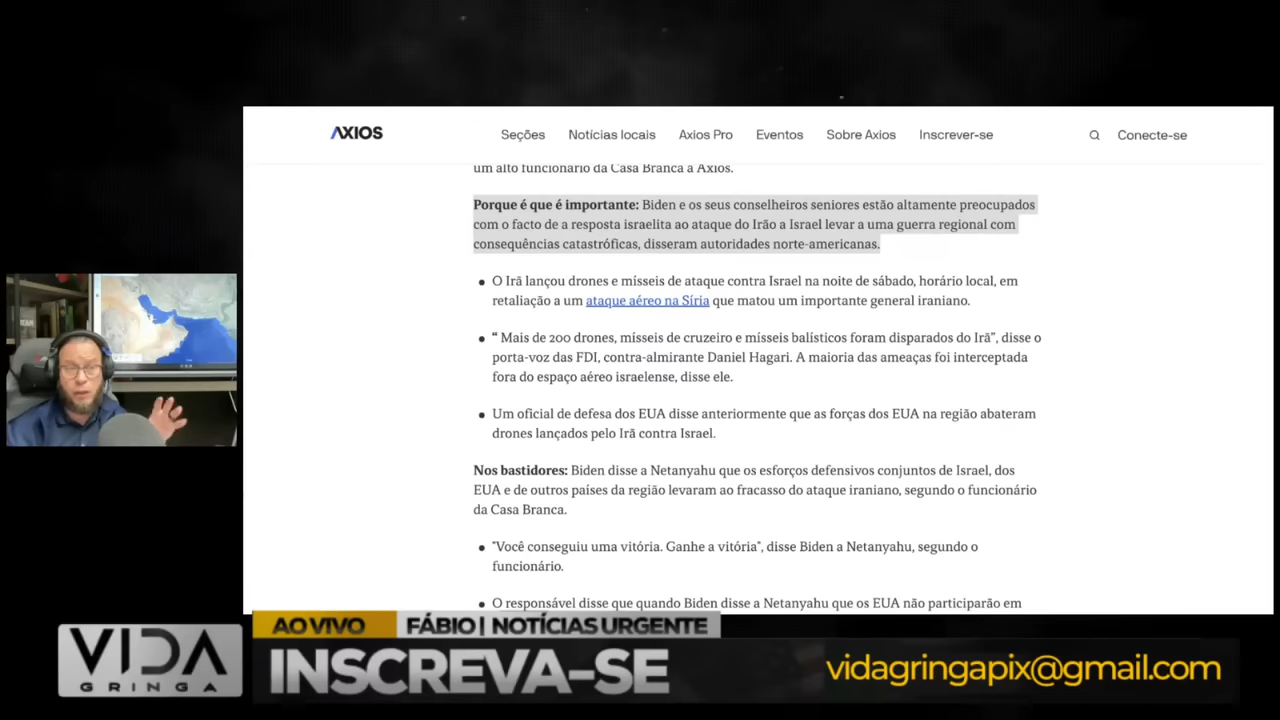 AXIOS
Seções Notícias locais Axios Pro Eventos Sobre Axios Inscrever-se Conecte-se
um alto funcionário da Casa Branca a Axios.
Porque é que é importante: Biden e os seus conselheiros seniores estão altamente preocupados
com o facto de a resposta israelita ao ataque do Irão a Israel levar a uma guerra regional com
consequências catastróficas, disseram autoridades norte-americanas.
• O Irã lançou drones e mísseis de ataque contra Israel na noite de sábado, horário local, em
retaliação a um ataque aéreo na Síria que matou um importante general iraniano.
• “ Mais de 200 drones, mísseis de cruzeiro e mísseis balísticos foram disparados do Irã”, disse o
porta-voz das FDI, contra-almirante Daniel Hagari. A maioria das ameaças foi interceptada
fora do espaço aéreo israelense, disse ele.
• Um oficial de defesa dos EUA disse anteriormente que as forças dos EUA na região abateram
drones lançados pelo Irã contra Israel.
Nos bastidores: Biden disse a Netanyahu que os esforços defensivos conjuntos de Israel, dos
EUA e de outros países da região levaram ao fracasso do ataque iraniano, segundo o funcionário
da Casa Branca.
• "Você conseguiu uma vitória. Ganhe a vitória", disse Biden a Netanyahu, segundo o
funcionário.
• O responsável disse que quando Biden disse a Netanyahu que os EUA não participarão em
AO VIVO FÁBIO | NOTÍCIAS URGENTE
VIDA
GRINGA
INSCREVA-SE
vidagringapix@gmail.com